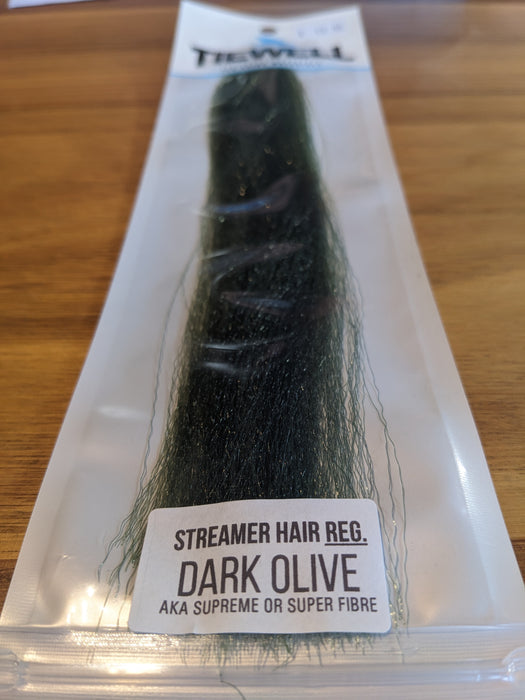 TIEWELL
STREAMER HAIR REG.
DARK OLIVE
AKA SUPREME OR SUPER FIBRE